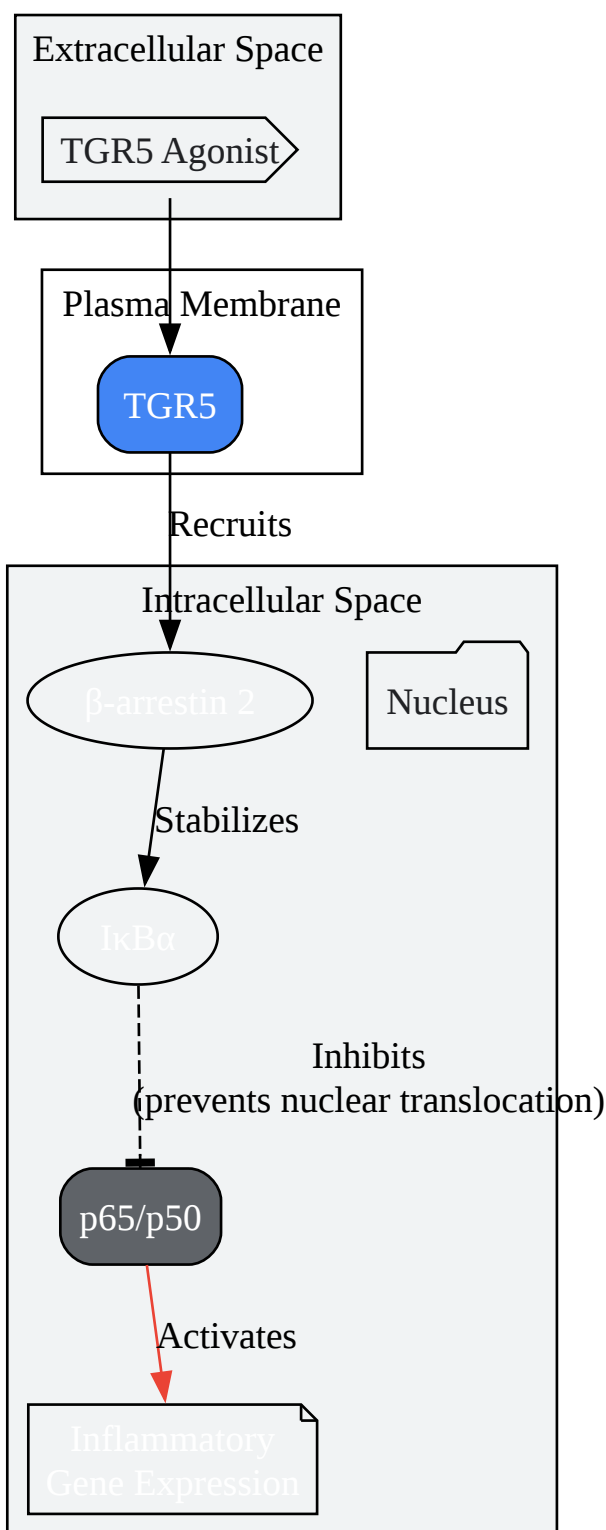 Extracellular Space
TGR5 Agonist
Plasma Membrane
TGR5
Recruits
Intracellular Space
β-arrestin 2
Nucleus
Stabilizes
IκBα
Inhibits
(prevents nuclear translocation)
p65/p50
Activates
Inflammatory
Gene Expression